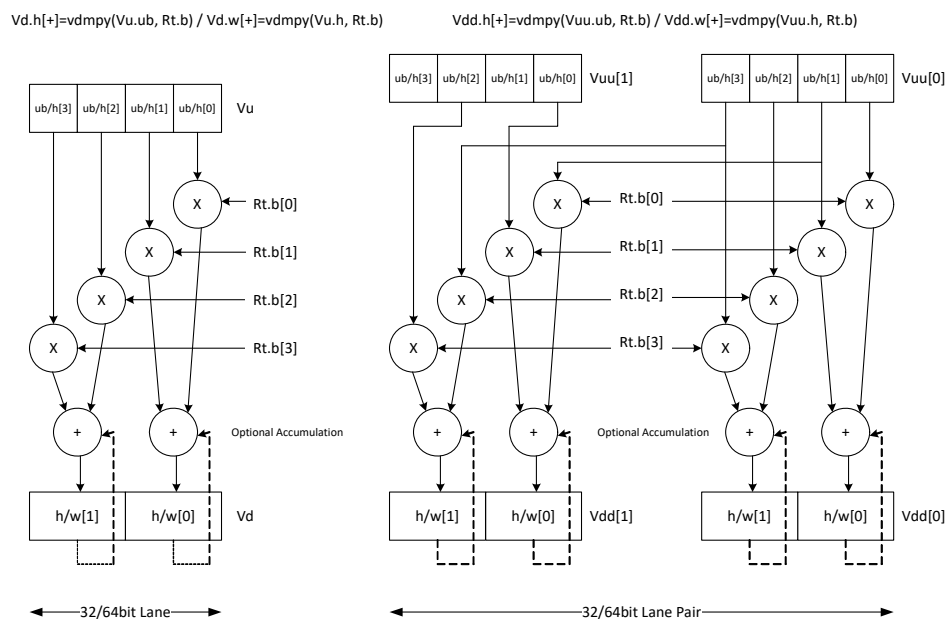 Vd.h[+]=vdmpy(Vu.ub, Rt.b) / Vd.w[+]=vdmpy(Vu.h, Rt.b)
Vdd.h[+]=vdmpy(Vuu.ub, Rt.b) / Vdd.w[+]=vdmpy(Vuu.h, Rt.b)
ub/h[3] ub/h[2] ub/h[1] ub/h[0] Vuu[1]
ub/h[3] ub/h[2] ub/h[1] ub/h[0] Vuu[0]
ub/h[3] ub/h[2] ub/h[1] ub/h[0] Vu
X Rt.b[0] X Rt.b[0] X
X Rt.b[1] X Rt.b[1] X
X Rt.b[2] X Rt.b[2] X
X Rt.b[3] X Rt.b[3] X
+ + Optional Accumulation + + Optional Accumulation + +
h/w[1] h/w[0] Vd
h/w[1] h/w[0] Vdd[1]
h/w[1] h/w[0] Vdd[0]
32/64bit Lane
32/64bit Lane Pair